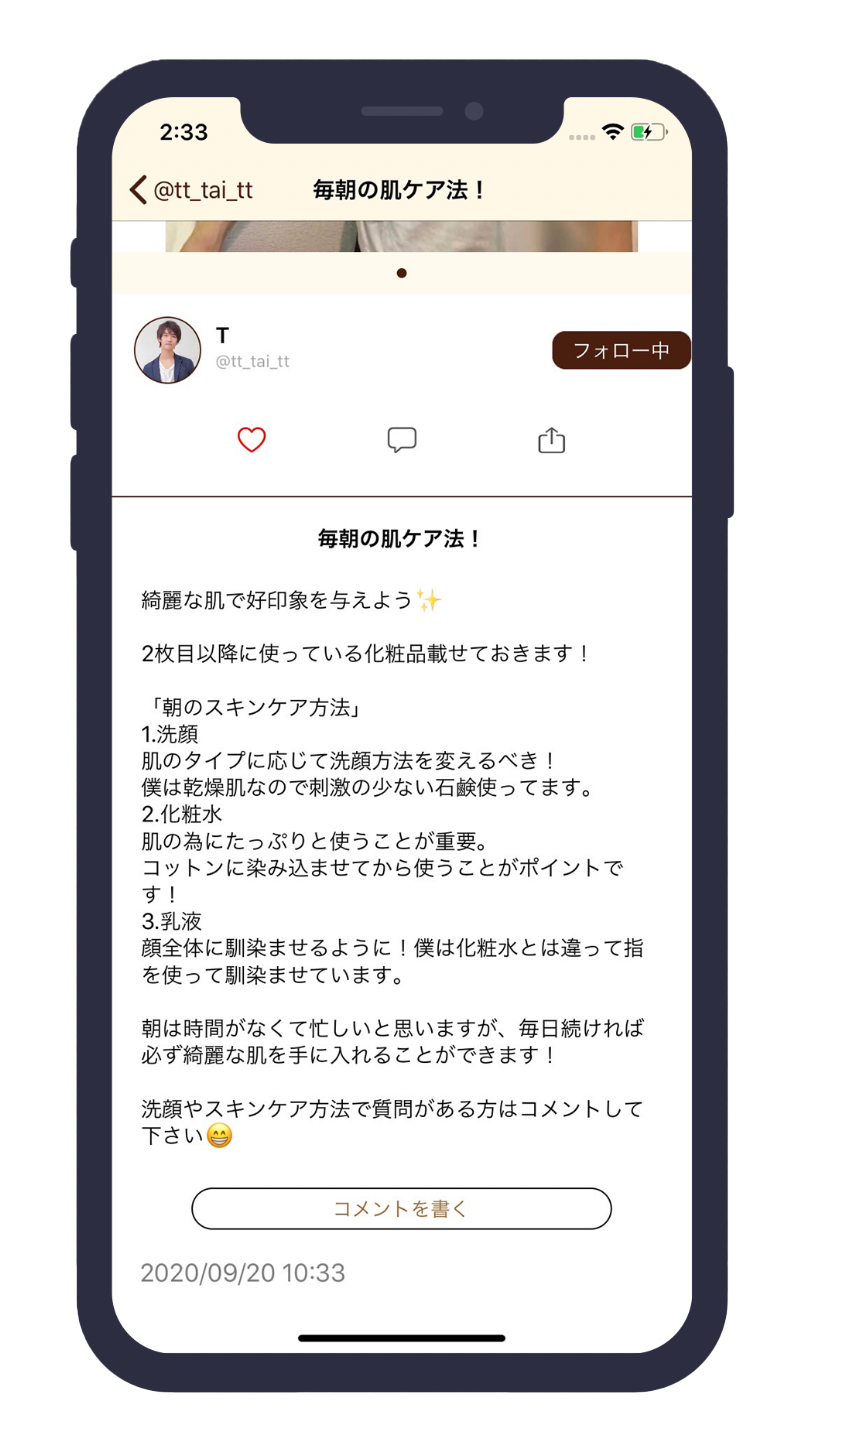 2:33
@tt_tai_tt
毎朝の肌ケア法！
T
@tt_tai_tt
フォロー中
毎朝の肌ケア法！
綺麗な肌で好印象を与えよう✨
2枚目以降に使っている化粧品載せておきます！
「朝のスキンケア方法」
1.洗顔
肌のタイプに応じて洗顔方法を変えるべき！
僕は乾燥肌なので刺激の少ない石鹸使ってます。
2.化粧水
肌の為にたっぷりと使うことが重要。
コットンに染み込ませてから使うことがポイントで
す！
3.乳液
顔全体に馴染ませるように！僕は化粧水とは違って指
を使って馴染ませています。
朝は時間がなくて忙しいと思いますが、毎日続ければ
必ず綺麗な肌を手に入れることができます！
洗顔やスキンケア方法で質問がある方はコメントして
下さい😁
コメントを書く
2020/09/20 10:33